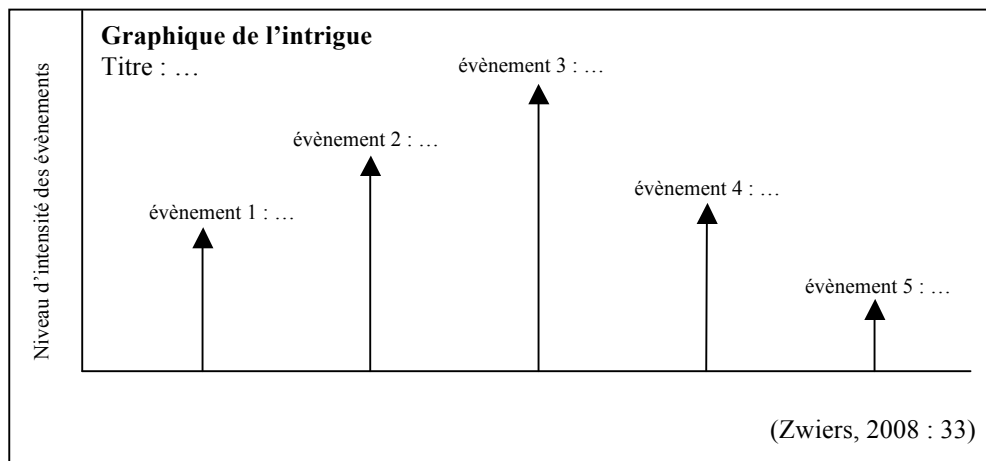 Graphique de l’intrigue
Titre : …
Niveau d’intensité des évènements
évènement 1 : …
évènement 2 : …
évènement 3 : …
évènement 4 : …
évènement 5 : …
(Zwiers, 2008 : 33)